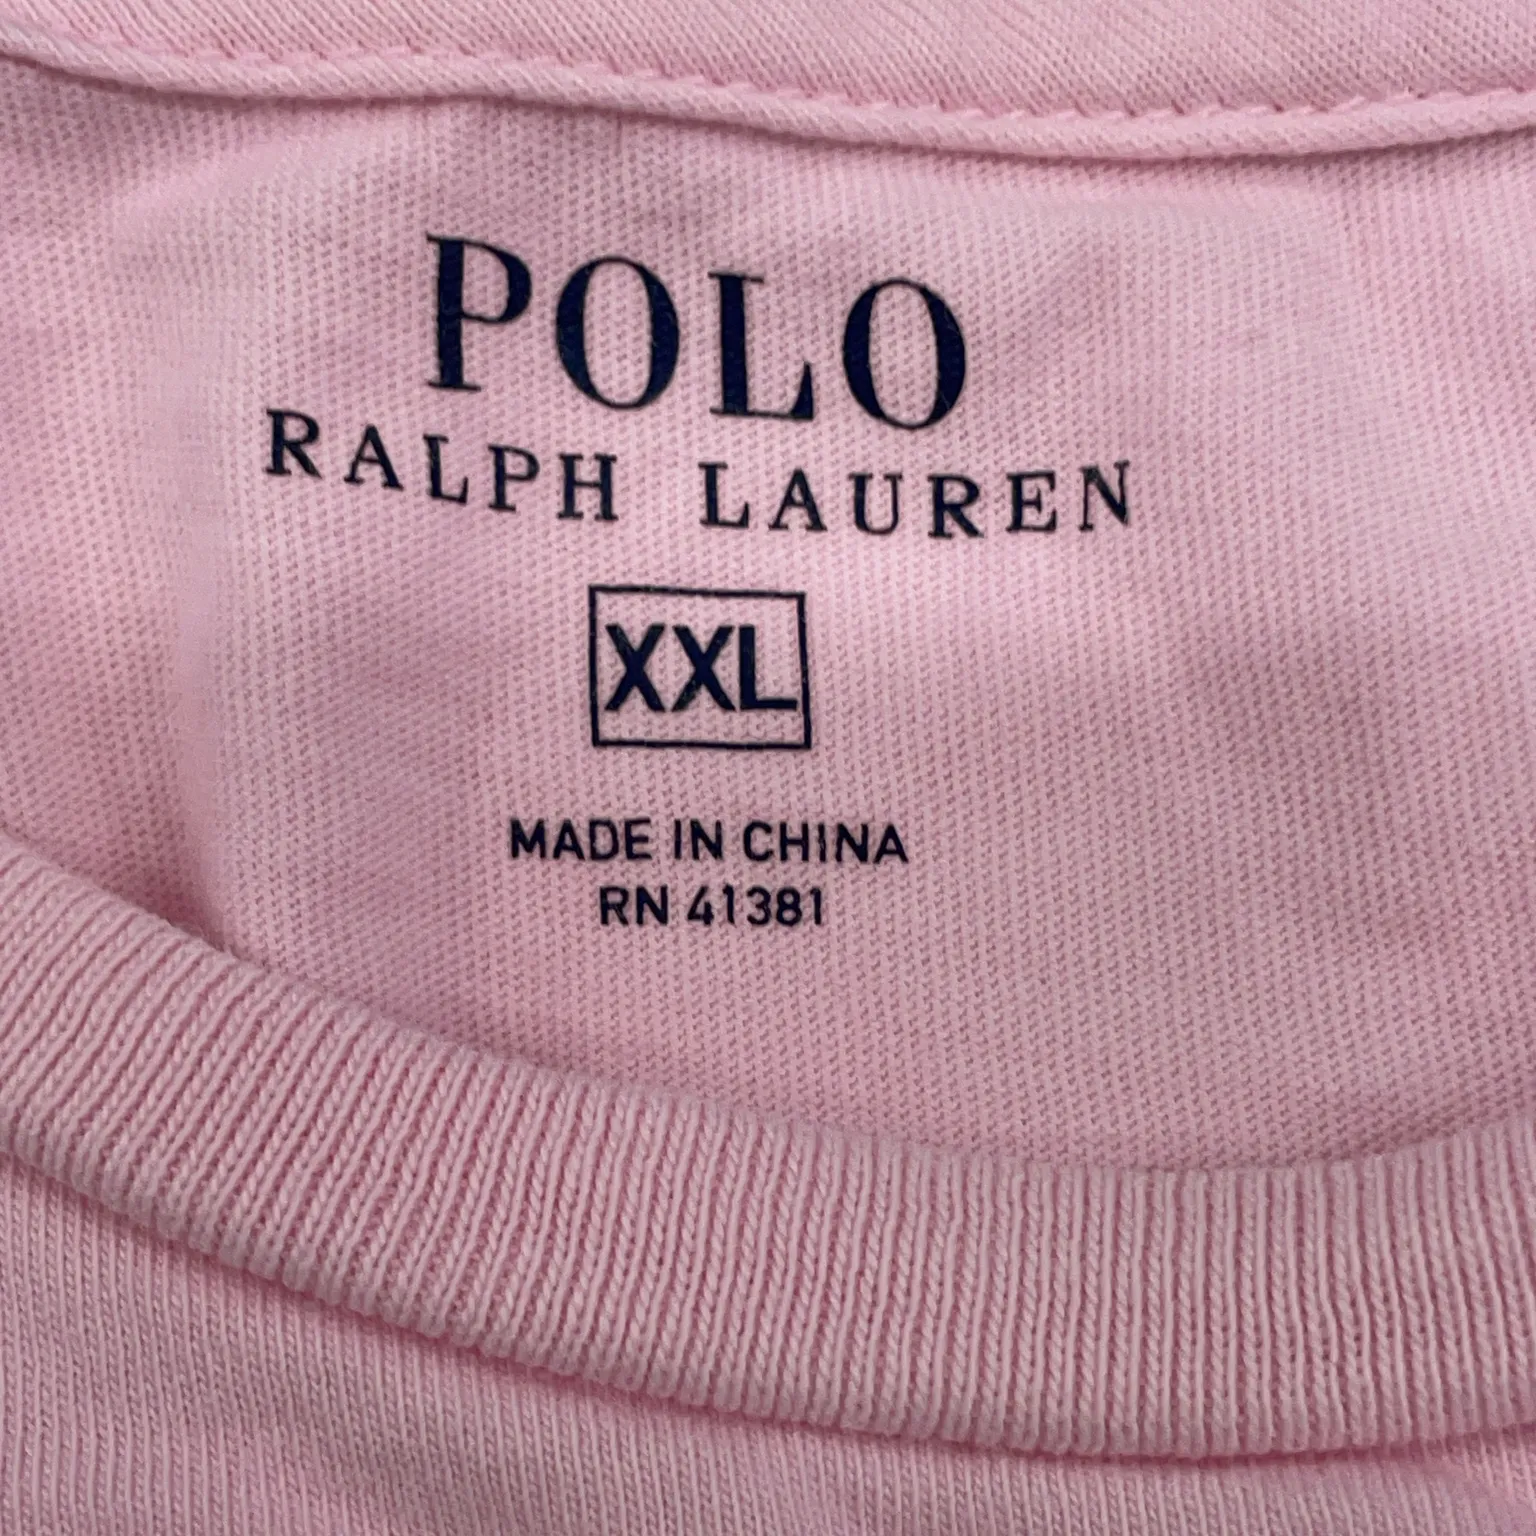 POLO
RALPH LAUREN
XXL
MADE IN CHINA
RN 41381